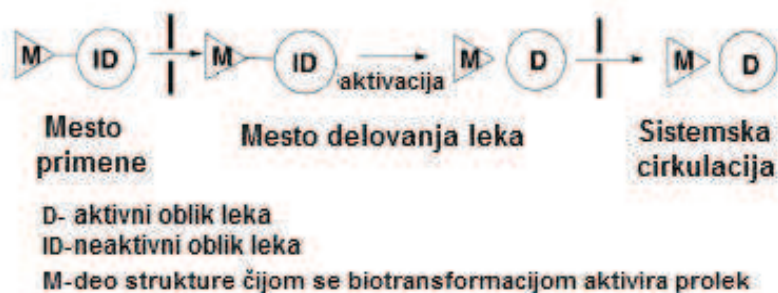 M ID M ID M D M D
aktivacija
Mesto
primene
Mesto delovanja leka
Sistemska
cirkulacija
D- aktivni oblik leka
ID-neaktivni oblik leka
M-deo strukture čijom se biotransformacijom aktivira prolek